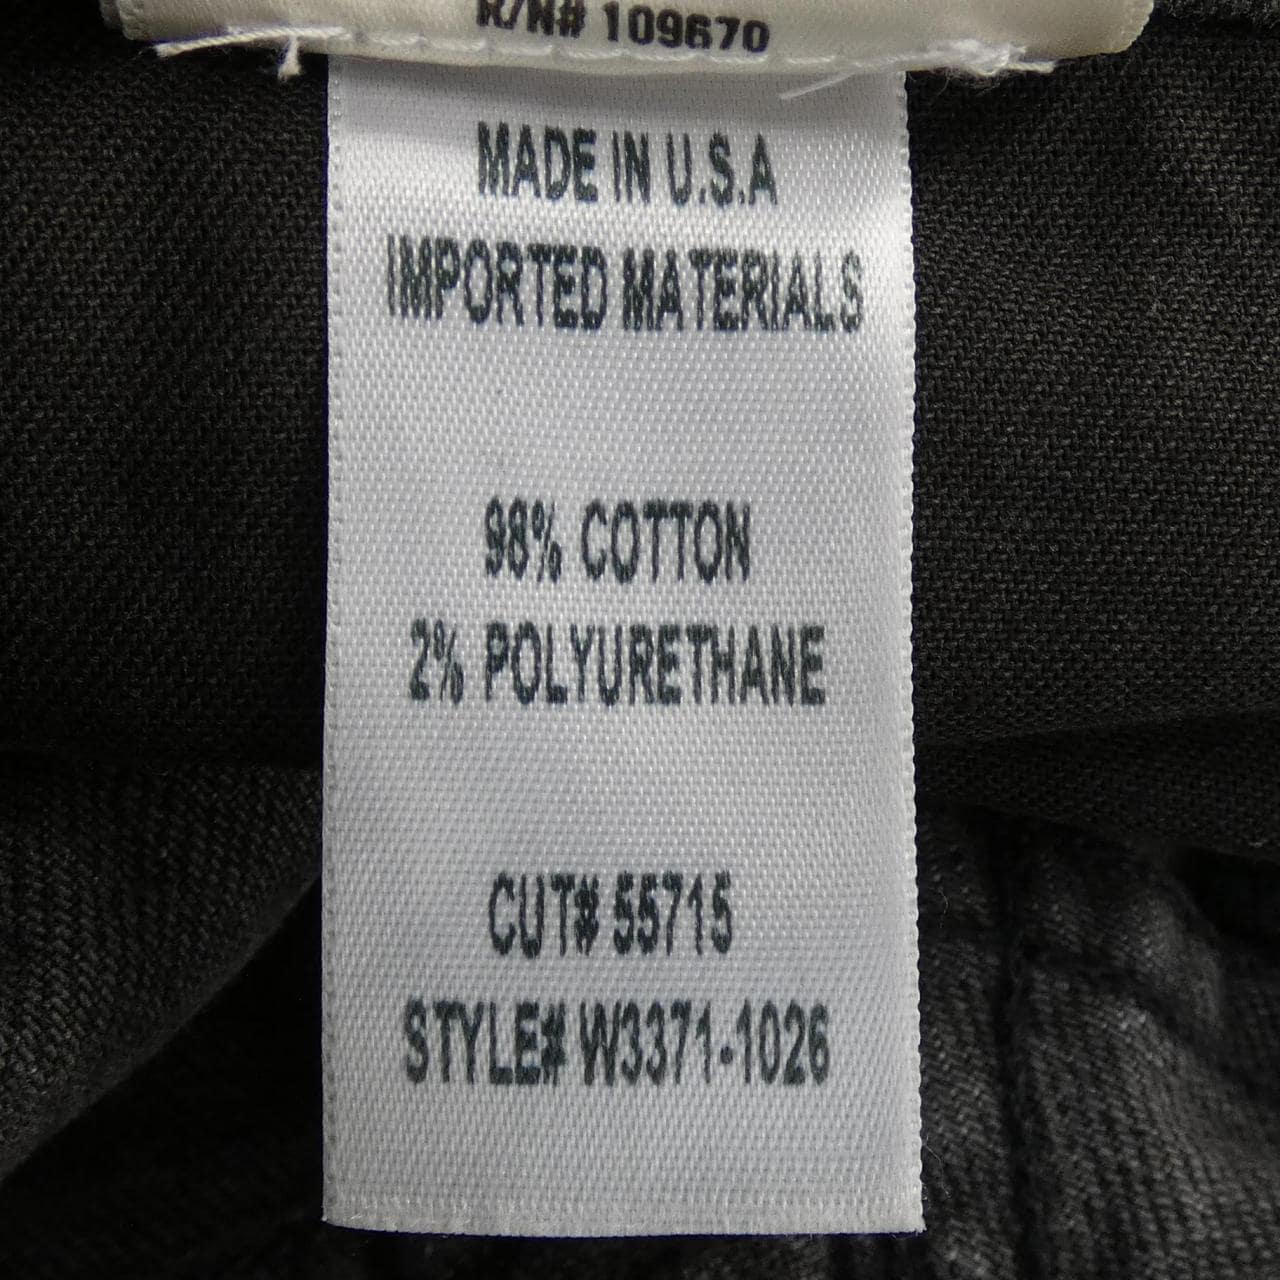 R/N# 109670
MADE IN U.S.A
IMPORTED MATERIALS
98% COTTON
2% POLYURETHANE
CUT# 55715
STYLE# W3371-1026